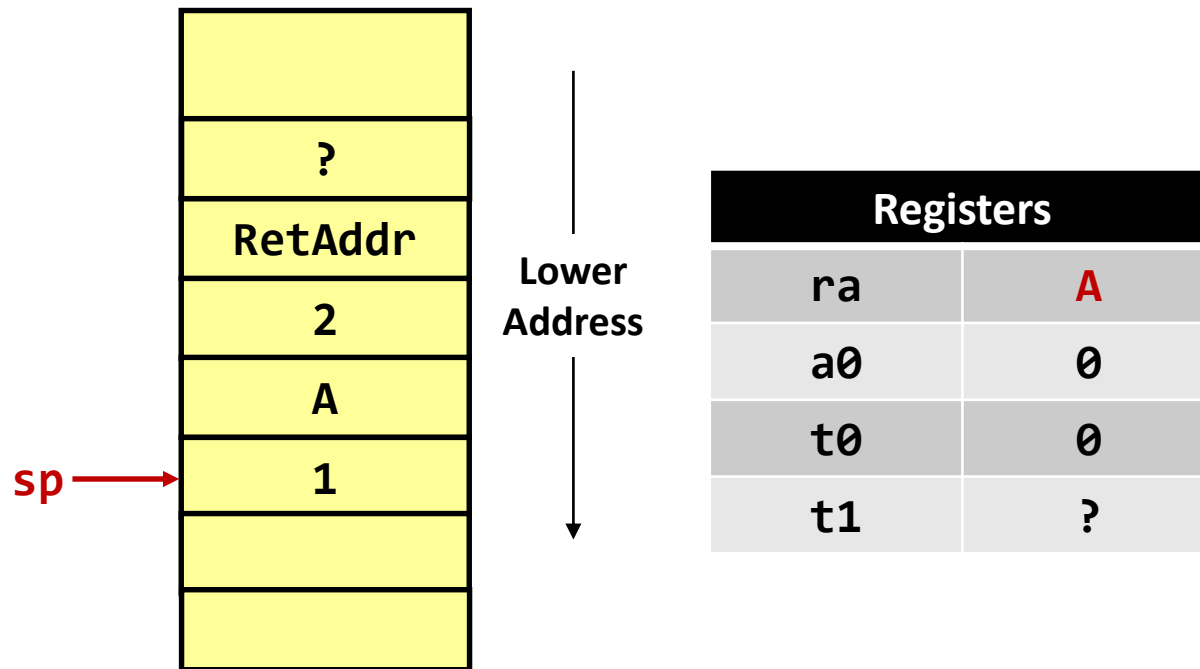 ?
RetAddr
2
A
1
sp
Lower
Address
Registers
ra A
a0 0
t0 0
t1 ?